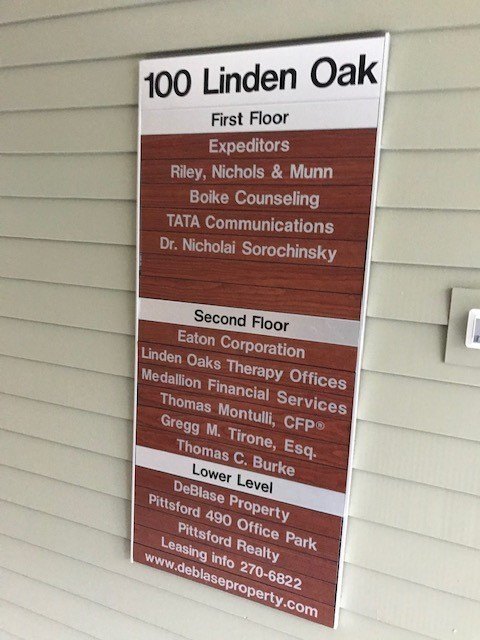 100 Linden Oak
First Floor
Expeditors
Riley, Nichols & Munn
Boike Counseling
TATA Communications
Dr. Nicholai Sorochinsky
Second Floor
Eaton Corporation
Linden Oaks Therapy Offices
Medallion Financial Services
Thomas Montulli, CFP®
Gregg M. Tirone, Esq.
Thomas C. Burke
Lower Level
DeBlase Property
Pittsford 490 Office Park
Pittsford Realty
Leasing info 270-6822
www.deblaseproperty.com